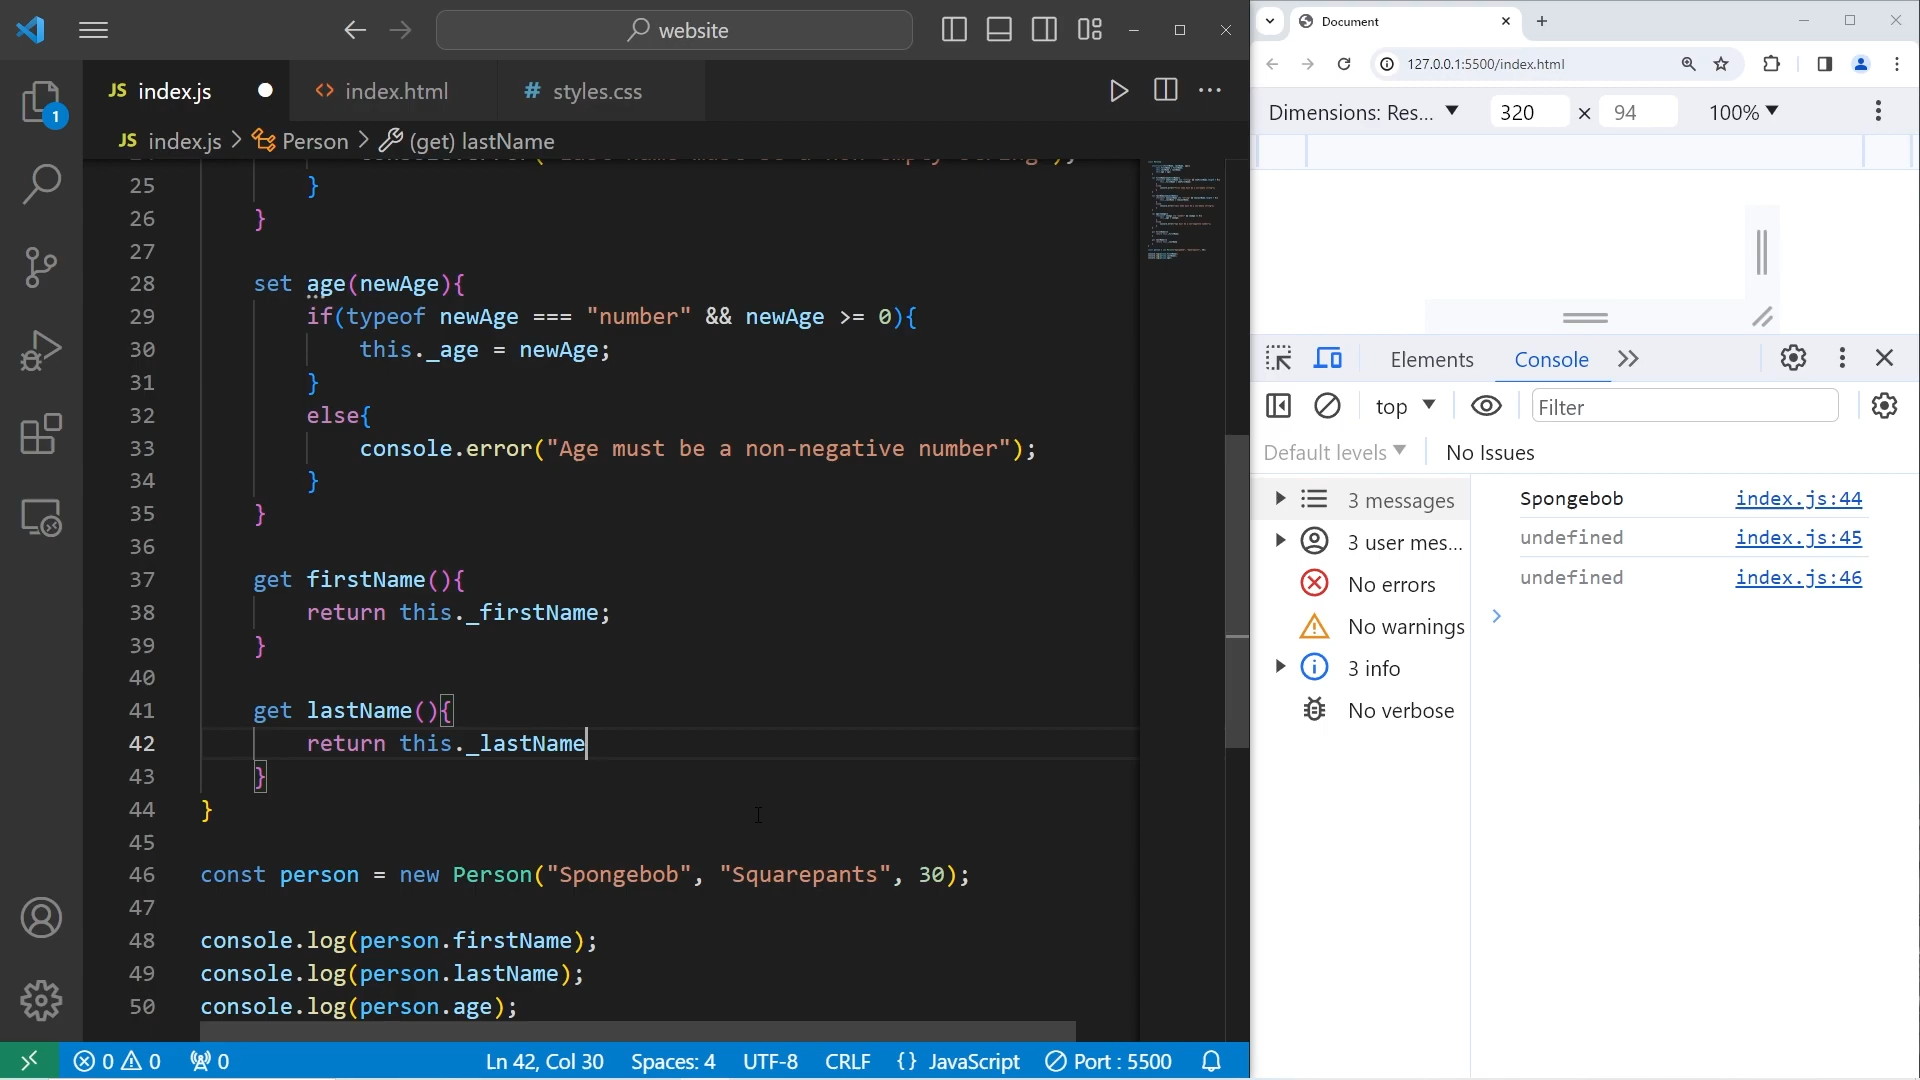 website
JS index.js
<> index.html
# styles.css
JS index.js > Person > (get) lastName
25 }
26 }
27
28 set age(newAge){
29 if(typeof newAge === "number" && newAge >= 0){
30 this._age = newAge;
31 }
32 else{
33 console.error("Age must be a non-negative number");
34 }
35 }
36
37 get firstName(){
38 return this._firstName;
39 }
40
41 get lastName(){
42 return this._lastName
43 }
44 }
45
46 const person = new Person("Spongebob", "Squarepants", 30);
47
48 console.log(person.firstName);
49 console.log(person.lastName);
50 console.log(person.age);
1
0 0 0
Ln 42, Col 30
Spaces: 4
UTF-8
CRLF
{} JavaScript
Port : 5500
Document
127.0.0.1:5500/index.html
Dimensions: Res... 320 × 94 100%
Elements Console
top Filter
Default levels No Issues
3 messages
3 user mes...
No errors
No warnings
3 info
No verbose
Spongebob index.js:44
undefined index.js:45
undefined index.js:46